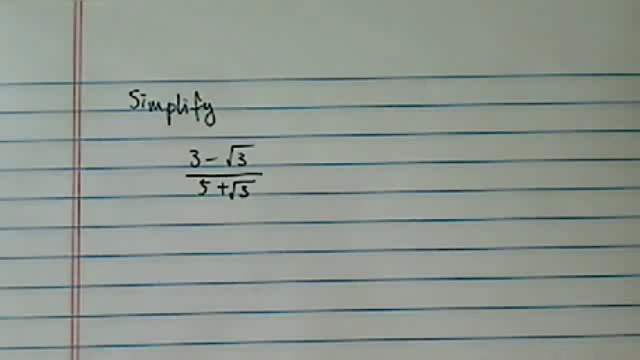 Simplify
3 - √3
5 + √3